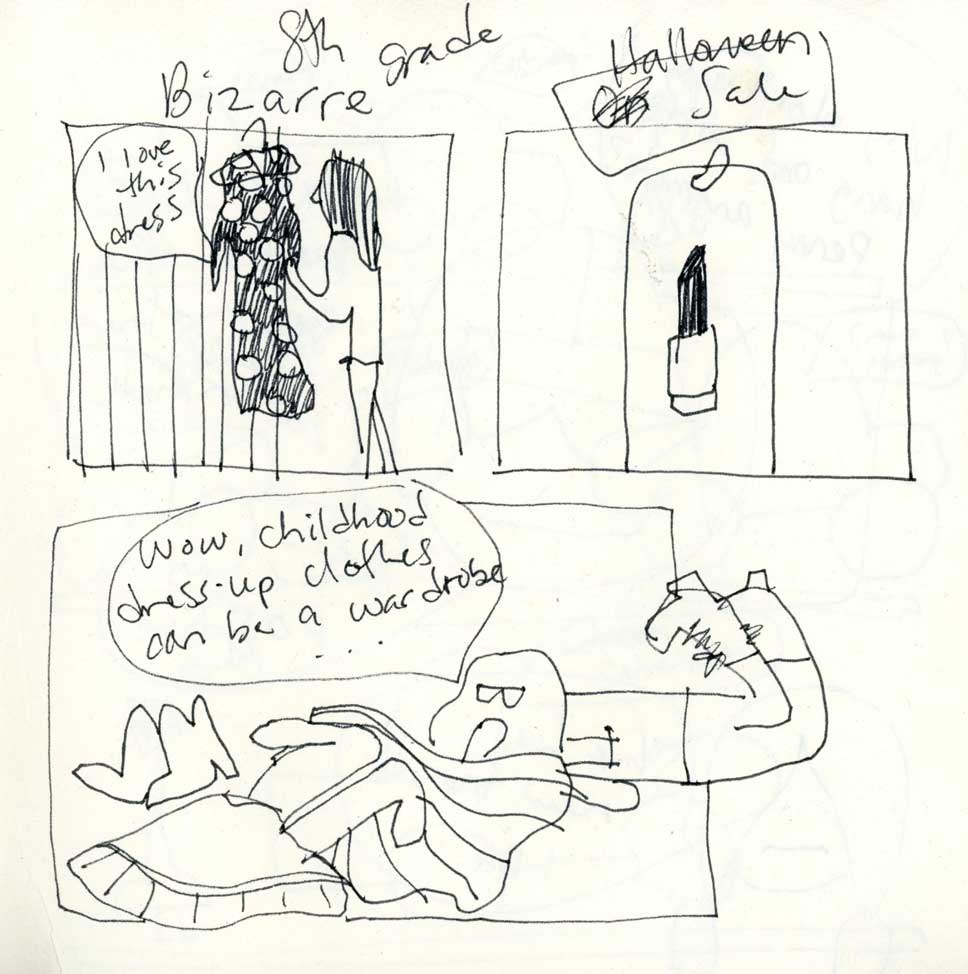 8th grade
Bizarre
I love
this
dress
Halloween
Sale
Wow, childhood
dress-up clothes
can be a wardrobe
. . .